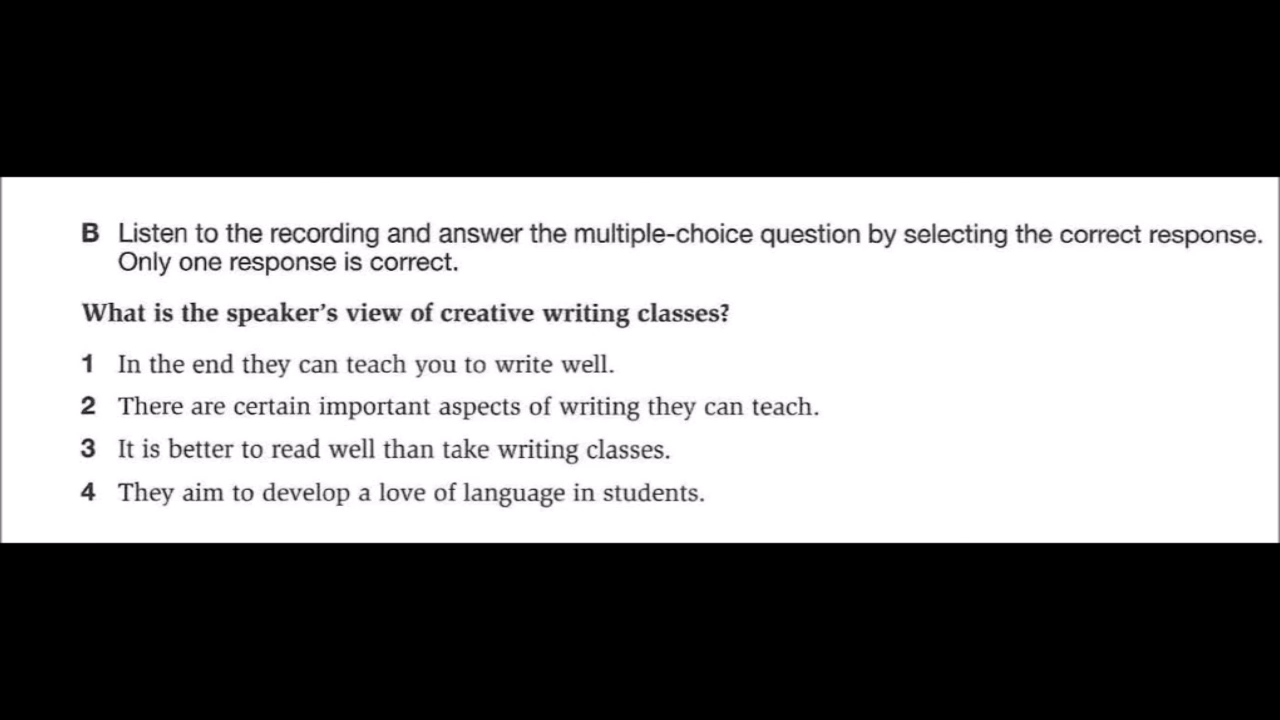 B Listen to the recording and answer the multiple-choice question by selecting the correct response.
Only one response is correct.
What is the speaker's view of creative writing classes?
1 In the end they can teach you to write well.
2 There are certain important aspects of writing they can teach.
3 It is better to read well than take writing classes.
4 They aim to develop a love of language in students.